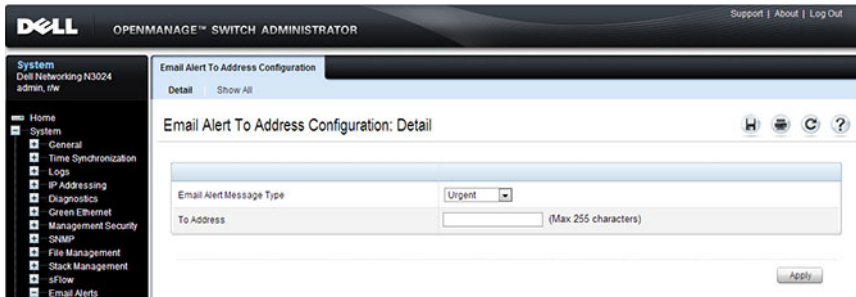 DELL
OPENMANAGE™ SWITCH ADMINISTRATOR
Support | About | Log Out
System
Dell Networking N3024
admin, r/w
Home
System
General
Time Synchronization
Logs
IP Addressing
Diagnostics
Green Ethernet
Management Security
SNMP
File Management
Stack Management
sFlow
Email Alerts
Email Alert To Address Configuration
Detail Show All
Email Alert To Address Configuration: Detail
H C ?
Email Alert Message Type Urgent
To Address (Max 255 characters)
Apply